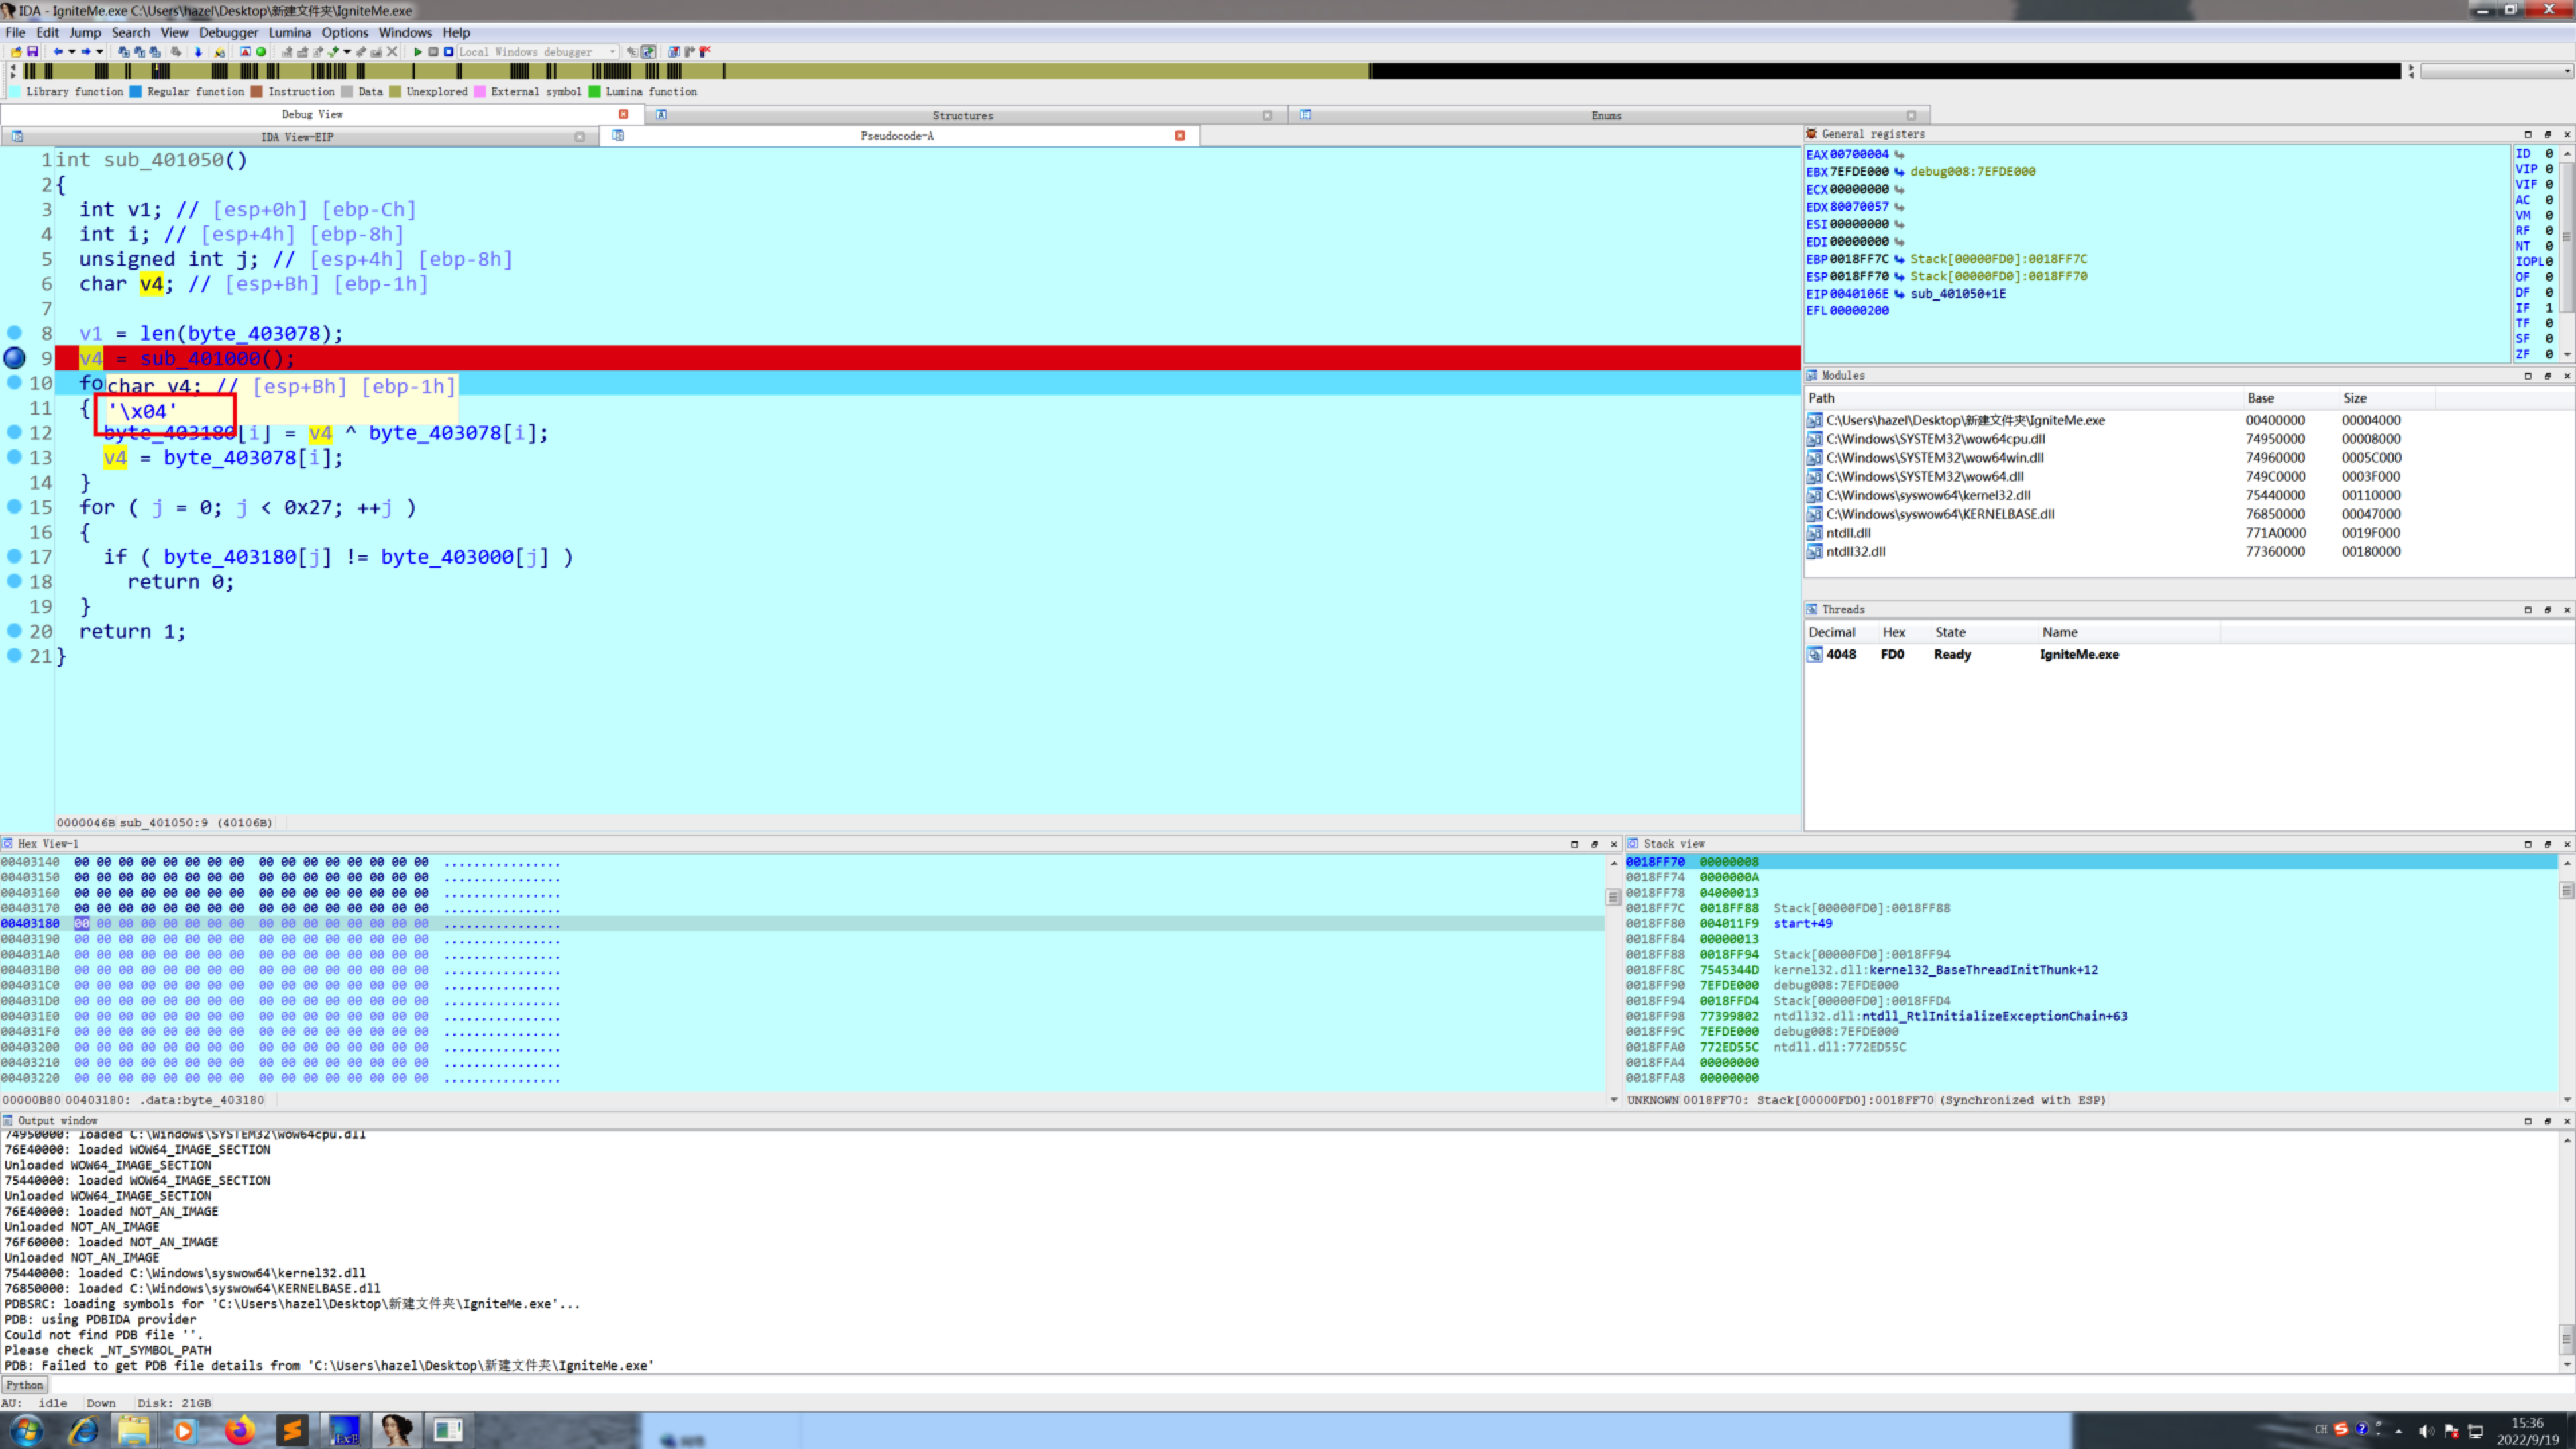 IDA - IgniteMe.exe C:\Users\hazel\Desktop\新建文件夹\IgniteMe.exe
File Edit Jump Search View Debugger Lumina Options Windows Help
Local Windows debugger
Library function Regular function Instruction Data Unexplored External symbol Lumina function
Debug View Structures Enums
IDA View-EIP Pseudocode-A
1 int sub_401050()
2 {
3 int v1; // [esp+0h] [ebp-Ch]
4 int i; // [esp+4h] [ebp-8h]
5 unsigned int j; // [esp+4h] [ebp-8h]
6 char v4; // [esp+Bh] [ebp-1h]
7
8 v1 = len(byte_403078);
9 v4 = sub_401000();
10 fo char v4; // [esp+Bh] [ebp-1h]
11 { '\x04'
12 byte_403180[i] = v4 ^ byte_403078[i];
13 v4 = byte_403078[i];
14 }
15 for ( j = 0; j < 0x27; ++j )
16 {
17 if ( byte_403180[j] != byte_403000[j] )
18 return 0;
19 }
20 return 1;
21 }
0000046B sub_401050:9 (40106B)
General registers
EAX 00700004
EBX 7EFDE000 debug008:7EFDE000
ECX 00000000
EDX 80070057
ESI 00000000
EDI 00000000
EBP 0018FF7C Stack[00000FD0]:0018FF7C
ESP 0018FF70 Stack[00000FD0]:0018FF70
EIP 0040106E sub_401050+1E
EFL 00000200
ID 0
VIP 0
VIF 0
AC 0
VM 0
RF 0
NT 0
IOPL 0
OF 0
DF 0
IF 1
TF 0
SF 0
ZF 0
Modules
Path Base Size
C:\Users\hazel\Desktop\新建文件夹\IgniteMe.exe 00400000 00004000
C:\Windows\SYSTEM32\wow64cpu.dll 74950000 00008000
C:\Windows\SYSTEM32\wow64win.dll 74960000 0005C000
C:\Windows\SYSTEM32\wow64.dll 749C0000 0003F000
C:\Windows\syswow64\kernel32.dll 75440000 00110000
C:\Windows\syswow64\KERNELBASE.dll 76850000 00047000
ntdll.dll 771A0000 0019F000
ntdll32.dll 77360000 00180000
Threads
Decimal Hex State Name
4048 FD0 Ready IgniteMe.exe
Hex View-1
00403140 00 00 00 00 00 00 00 00 00 00 00 00 00 00 00 00 ................
00403150 00 00 00 00 00 00 00 00 00 00 00 00 00 00 00 00 ................
00403160 00 00 00 00 00 00 00 00 00 00 00 00 00 00 00 00 ................
00403170 00 00 00 00 00 00 00 00 00 00 00 00 00 00 00 00 ................
00403180 00 00 00 00 00 00 00 00 00 00 00 00 00 00 00 00 ................
00403190 00 00 00 00 00 00 00 00 00 00 00 00 00 00 00 00 ................
004031A0 00 00 00 00 00 00 00 00 00 00 00 00 00 00 00 00 ................
004031B0 00 00 00 00 00 00 00 00 00 00 00 00 00 00 00 00 ................
004031C0 00 00 00 00 00 00 00 00 00 00 00 00 00 00 00 00 ................
004031D0 00 00 00 00 00 00 00 00 00 00 00 00 00 00 00 00 ................
004031E0 00 00 00 00 00 00 00 00 00 00 00 00 00 00 00 00 ................
004031F0 00 00 00 00 00 00 00 00 00 00 00 00 00 00 00 00 ................
00403200 00 00 00 00 00 00 00 00 00 00 00 00 00 00 00 00 ................
00403210 00 00 00 00 00 00 00 00 00 00 00 00 00 00 00 00 ................
00403220 00 00 00 00 00 00 00 00 00 00 00 00 00 00 00 00 ................
00000B80 00403180: .data:byte_403180
Stack view
0018FF70 00000008
0018FF74 0000000A
0018FF78 04000013
0018FF7C 0018FF88 Stack[00000FD0]:0018FF88
0018FF80 004011F9 start+49
0018FF84 00000013
0018FF88 0018FF94 Stack[00000FD0]:0018FF94
0018FF8C 7545344D kernel32.dll:kernel32_BaseThreadInitThunk+12
0018FF90 7EFDE000 debug008:7EFDE000
0018FF94 0018FFD4 Stack[00000FD0]:0018FFD4
0018FF98 77399802 ntdll32.dll:ntdll_RtlInitializeExceptionChain+63
0018FF9C 7EFDE000 debug008:7EFDE000
0018FFA0 772ED55C ntdll.dll:772ED55C
0018FFA4 00000000
0018FFA8 00000000
UNKNOWN 0018FF70: Stack[00000FD0]:0018FF70 (Synchronized with ESP)
Output window
74950000: loaded C:\Windows\SYSTEM32\wow64cpu.dll
76E40000: loaded WOW64_IMAGE_SECTION
Unloaded WOW64_IMAGE_SECTION
75440000: loaded WOW64_IMAGE_SECTION
Unloaded WOW64_IMAGE_SECTION
76E40000: loaded NOT_AN_IMAGE
Unloaded NOT_AN_IMAGE
76F60000: loaded NOT_AN_IMAGE
Unloaded NOT_AN_IMAGE
75440000: loaded C:\Windows\syswow64\kernel32.dll
76850000: loaded C:\Windows\syswow64\KERNELBASE.dll
PDBSRC: loading symbols for 'C:\Users\hazel\Desktop\新建文件夹\IgniteMe.exe'...
PDB: using PDBIDA provider
Could not find PDB file ''.
Please check _NT_SYMBOL_PATH
PDB: Failed to get PDB file details from 'C:\Users\hazel\Desktop\新建文件夹\IgniteMe.exe'
Python
AU: idle Down Disk: 21GB
CH
15:36
2022/9/19